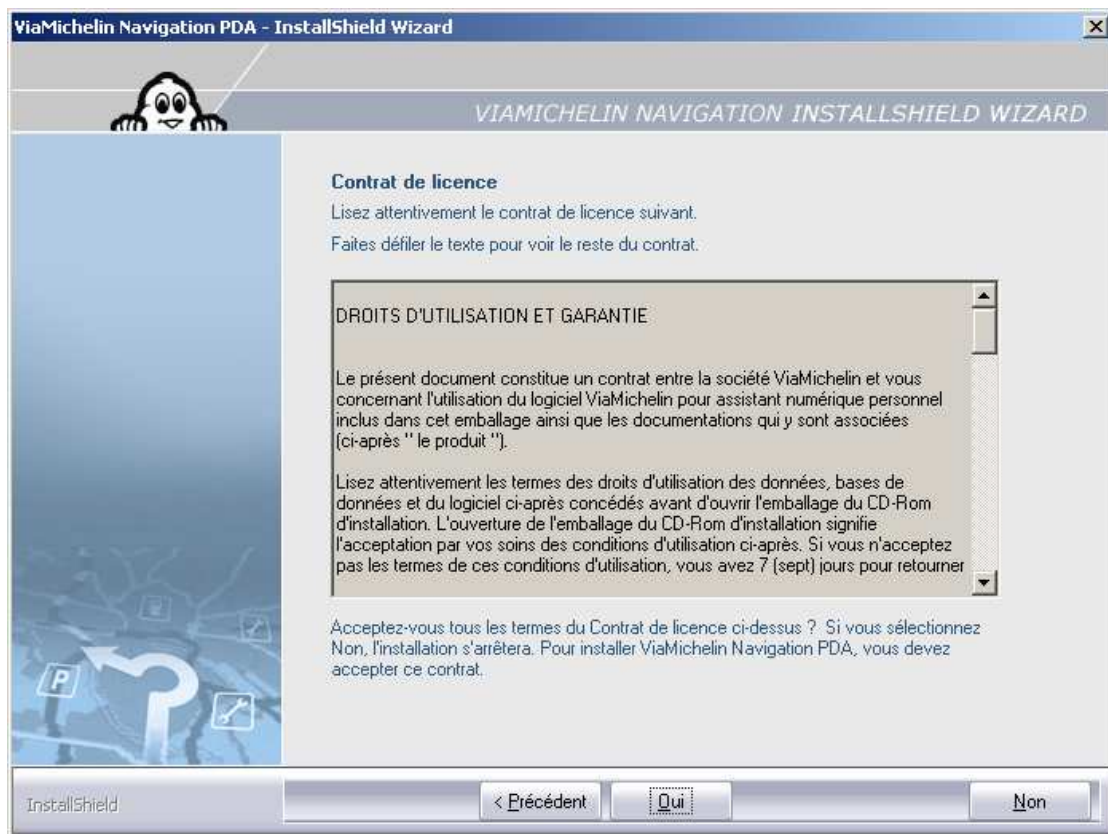 ViaMichelin Navigation PDA - InstallShield Wizard
VIAMICHELIN NAVIGATION INSTALLSHIELD WIZARD
Contrat de licence
Lisez attentivement le contrat de licence suivant.
Faites défiler le texte pour voir le reste du contrat.
DROITS D'UTILISATION ET GARANTIE
Le présent document constitue un contrat entre la société ViaMichelin et vous
concernant l'utilisation du logiciel ViaMichelin pour assistant numérique personnel
inclus dans cet emballage ainsi que les documentations qui y sont associées
(ci-après " le produit ").
Lisez attentivement les termes des droits d'utilisation des données, bases de
données et du logiciel ci-après concédés avant d'ouvrir l'emballage du CD-Rom
d'installation. L'ouverture de l'emballage du CD-Rom d'installation signifie
l'acceptation par vos soins des conditions d'utilisation ci-après. Si vous n'acceptez
pas les termes de ces conditions d'utilisation, vous avez 7 (sept) jours pour retourner
Acceptez-vous tous les termes du Contrat de licence ci-dessus ? Si vous sélectionnez
Non, l'installation s'arrêtera. Pour installer ViaMichelin Navigation PDA, vous devez
accepter ce contrat.
P
InstallShield
< Précédent
Oui
Non